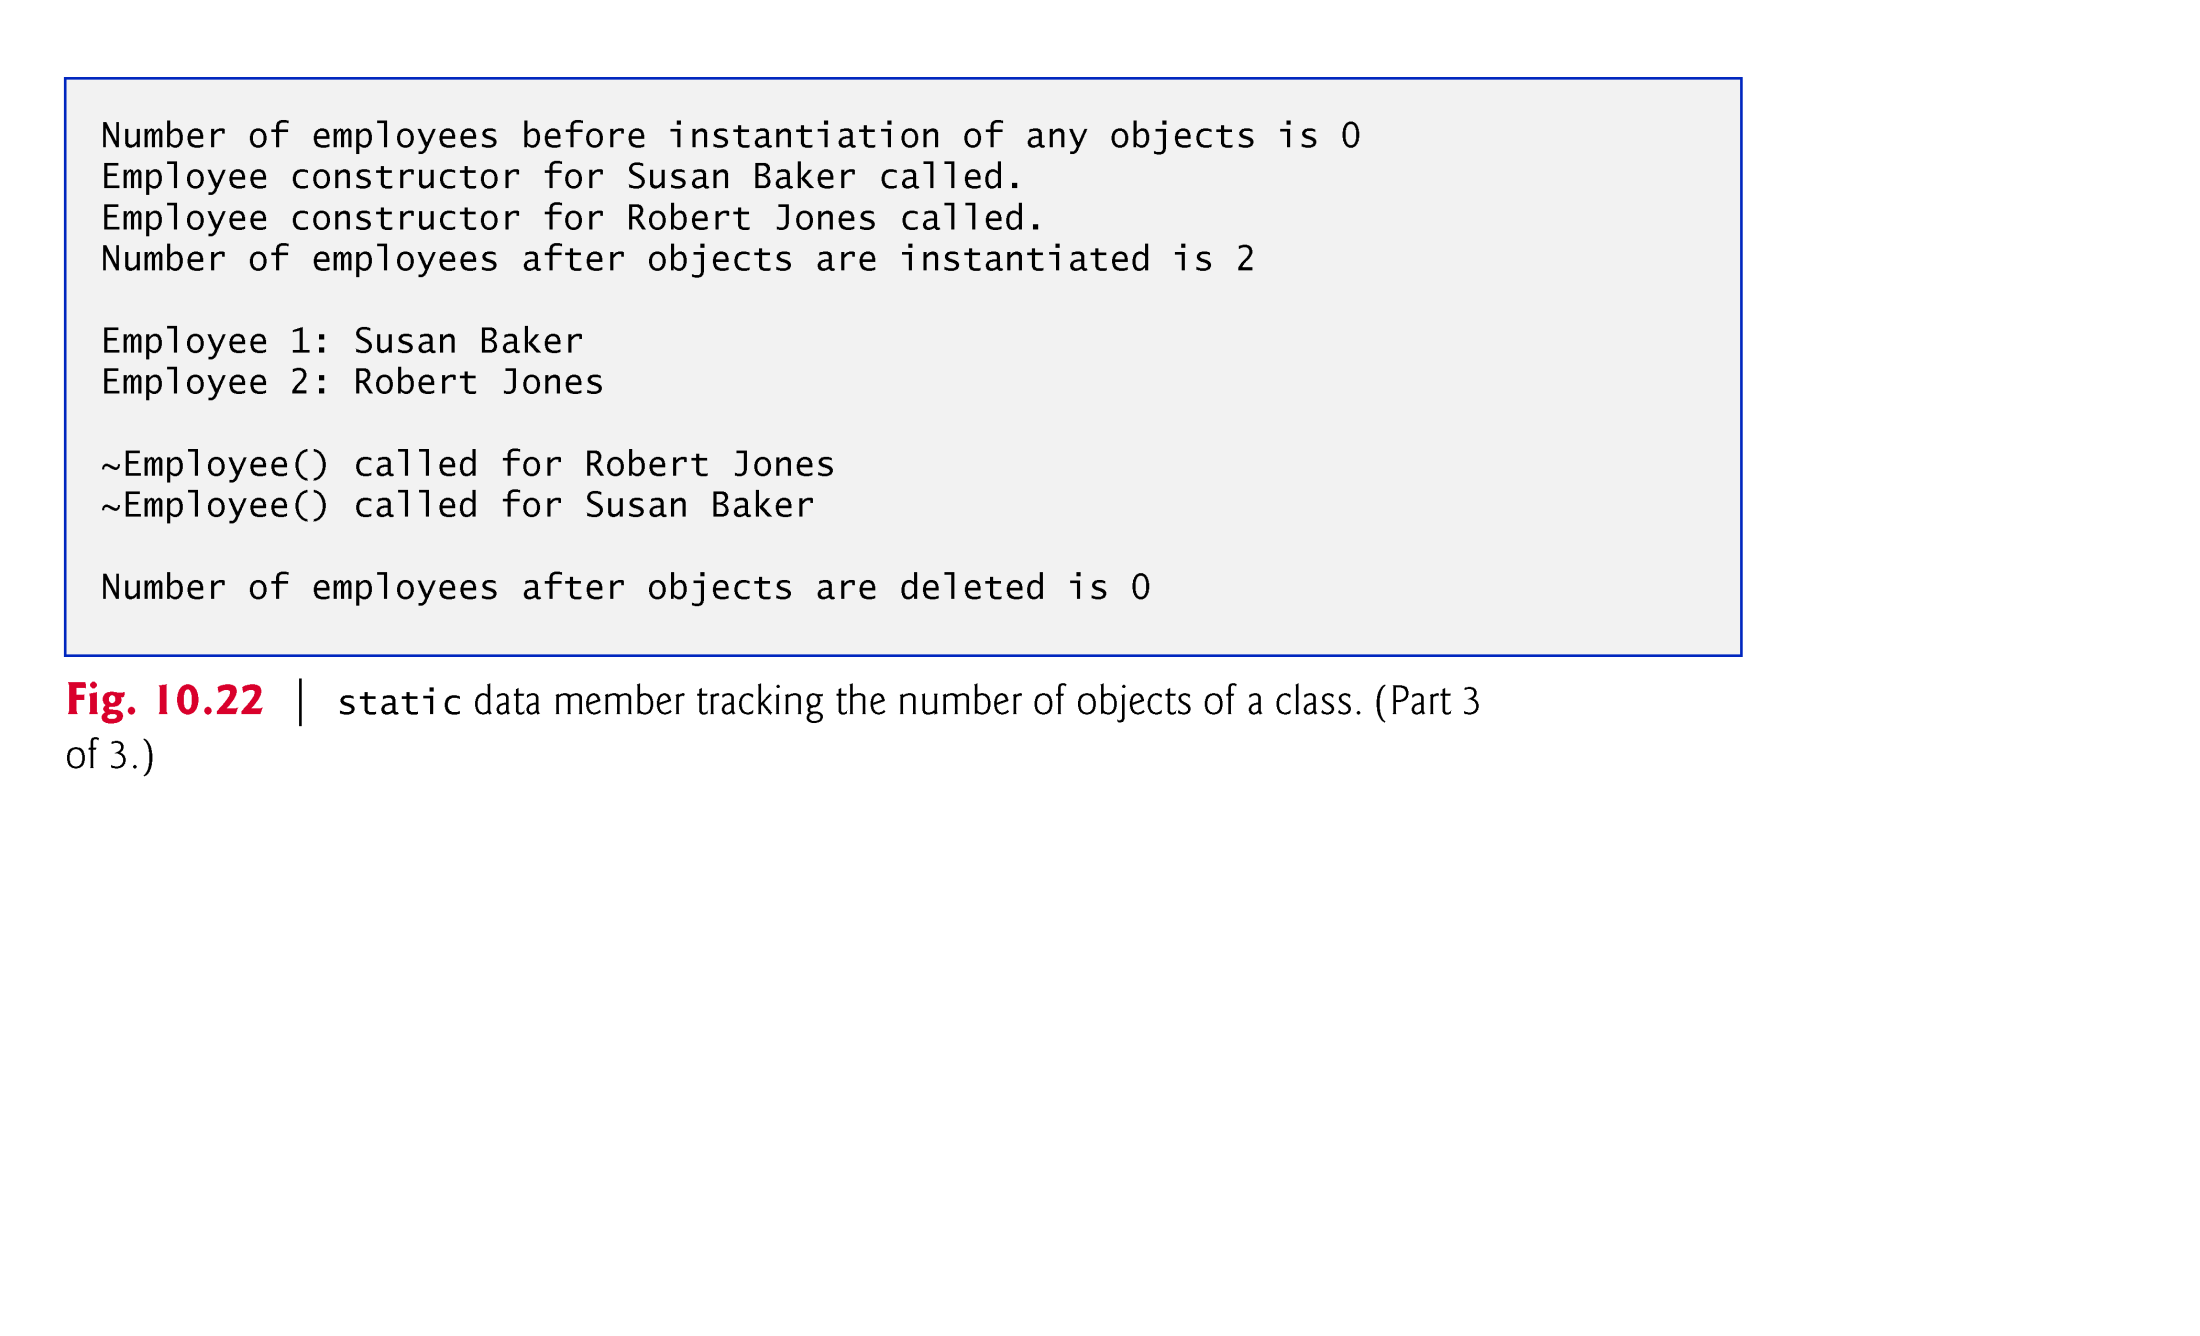 Number of employees before instantiation of any objects is 0
Employee constructor for Susan Baker called.
Employee constructor for Robert Jones called.
Number of employees after objects are instantiated is 2
Employee 1: Susan Baker
Employee 2: Robert Jones
~Employee() called for Robert Jones
~Employee() called for Susan Baker
Number of employees after objects are deleted is 0
Fig. 10.22 | static data member tracking the number of objects of a class. (Part 3
of 3.)